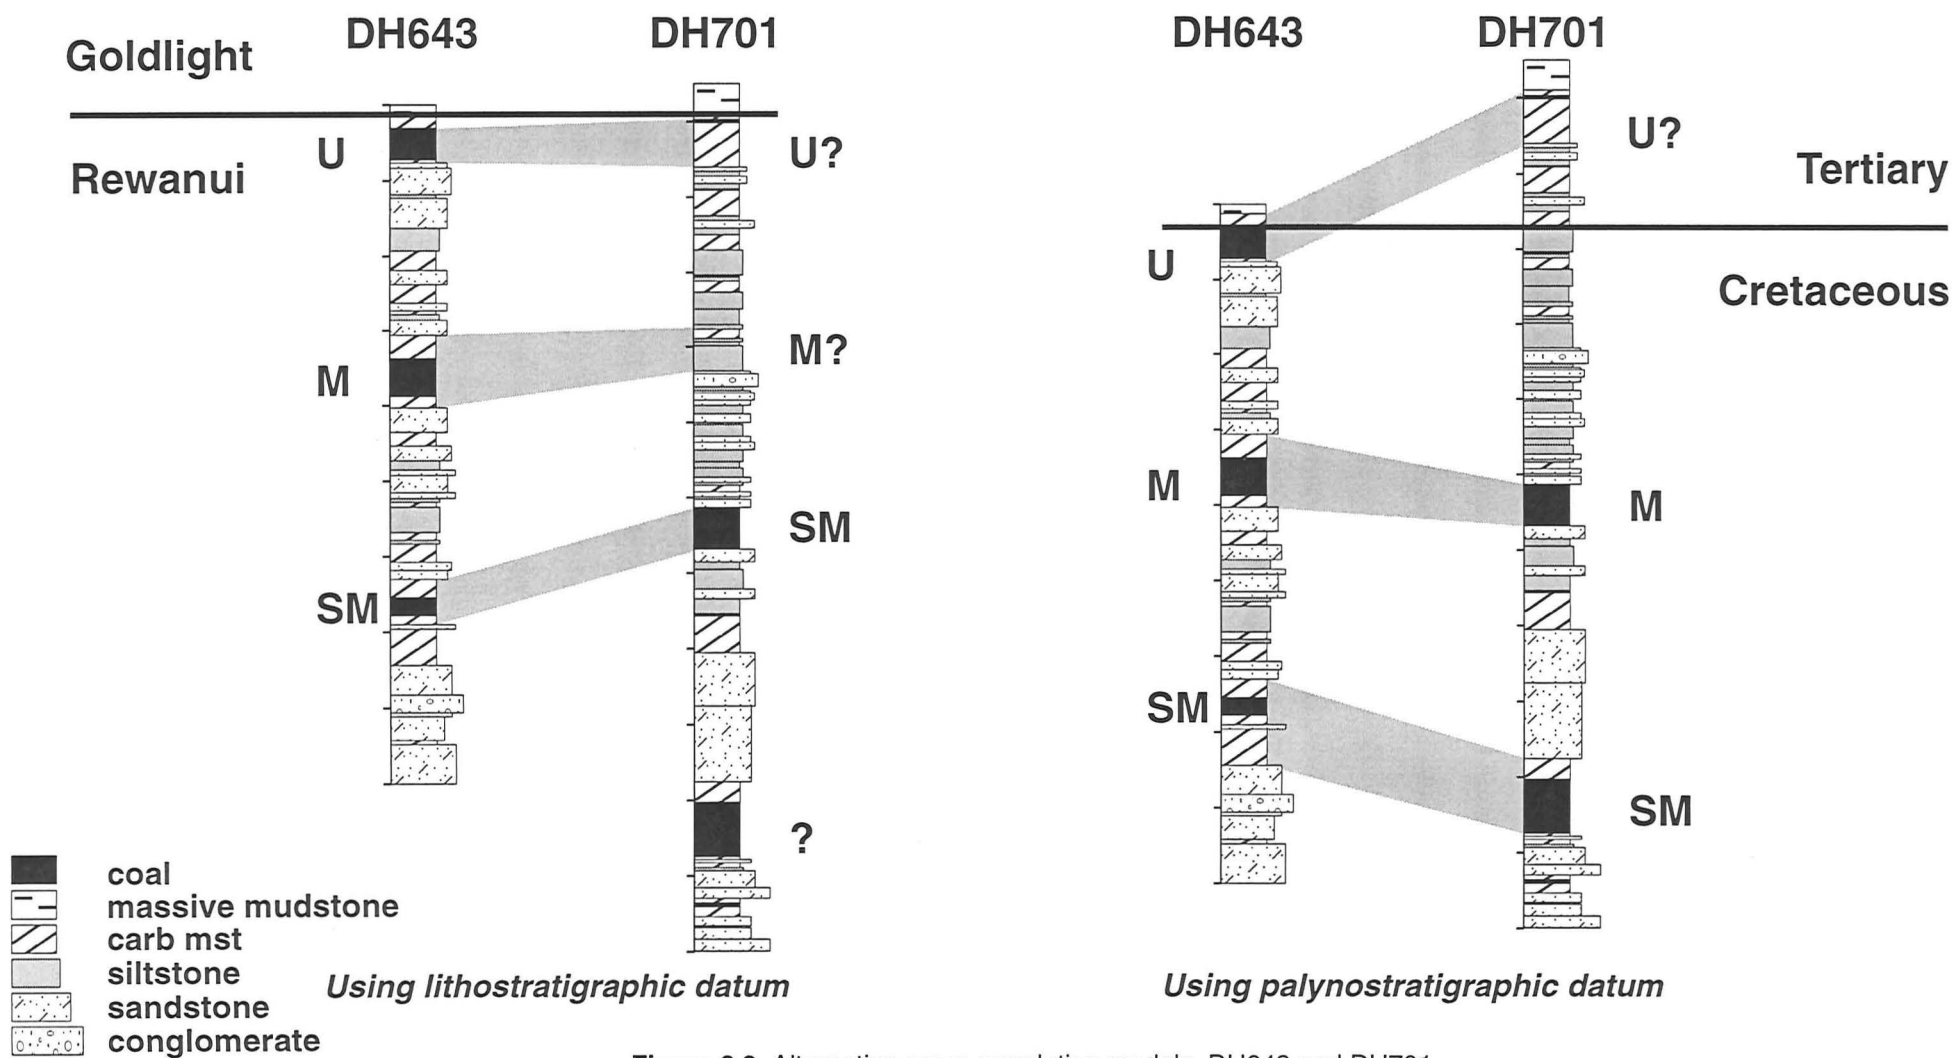 DH643
DH701
Goldlight
Rewanui
U
U?
M
M?
SM
SM
?
Using lithostratigraphic datum
DH643
DH701
U?
Tertiary
Cretaceous
U
M
M
SM
SM
Using palynostratigraphic datum
coal
massive mudstone
carb mst
siltstone
sandstone
conglomerate